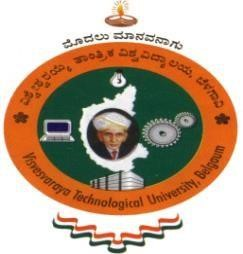 ಮೊದಲು ಮಾನವನಾಗು
ವಿಶ್ವೇಶ್ವರಯ್ಯ ತಾಂತ್ರಿಕ ವಿಶ್ವವಿದ್ಯಾಲಯ, ಬೆಳಗಾವಿ
Visvesvaraya Technological University, Belgaum